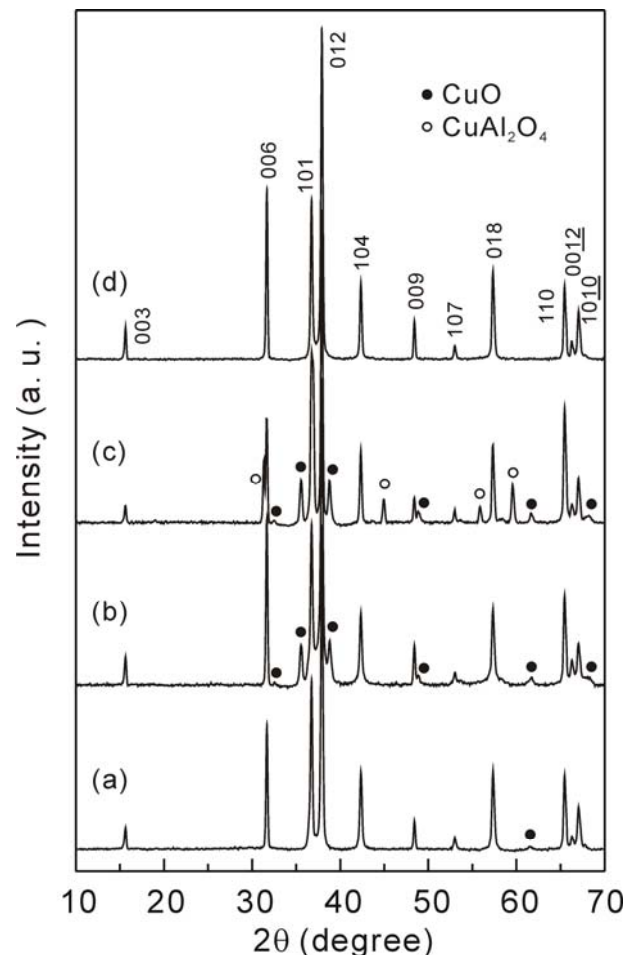 012
● CuO
○ CuAl₂O₄
006
101
104
018
0012
(d)
003
009
107
110
1010
(c)
(b)
(a)
Intensity (a. u. )
10 20 30 40 50 60 70
2θ (degree)